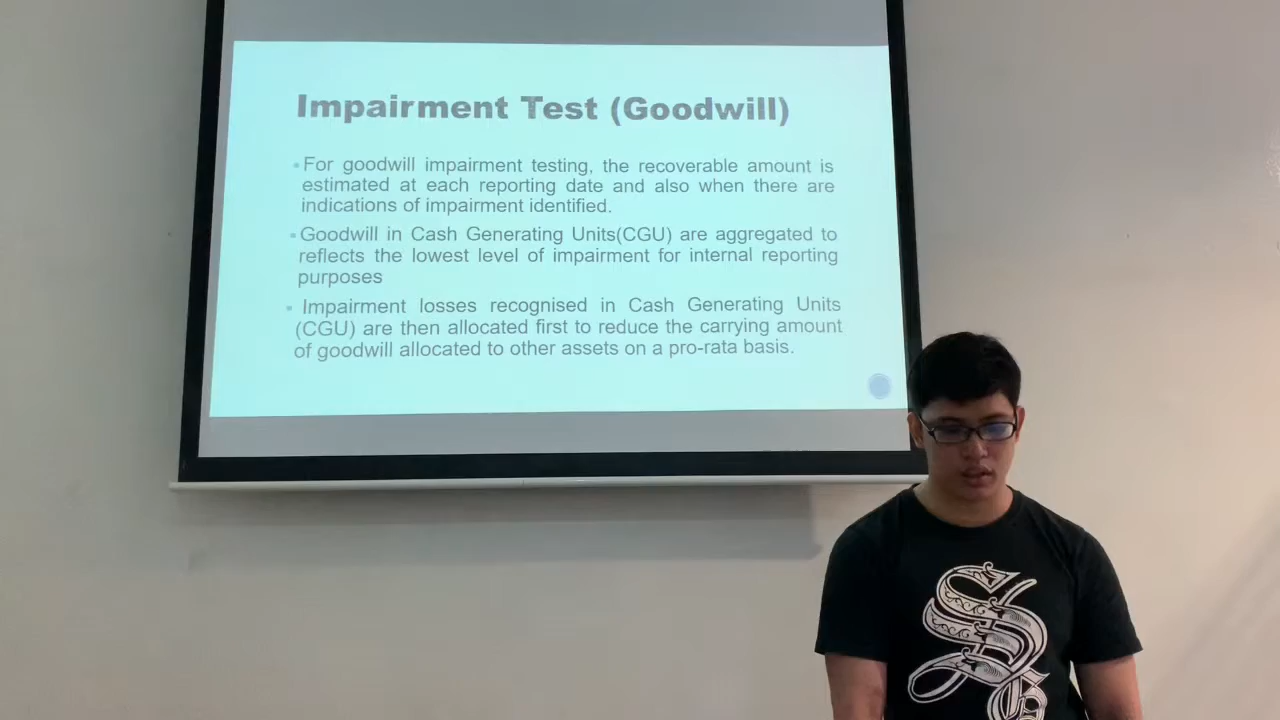 Impairment Test (Goodwill)
▪For goodwill impairment testing, the recoverable amount is
estimated at each reporting date and also when there are
indications of impairment identified.
▪Goodwill in Cash Generating Units(CGU) are aggregated to
reflects the lowest level of impairment for internal reporting
purposes
▪ Impairment losses recognised in Cash Generating Units
(CGU) are then allocated first to reduce the carrying amount
of goodwill allocated to other assets on a pro-rata basis.